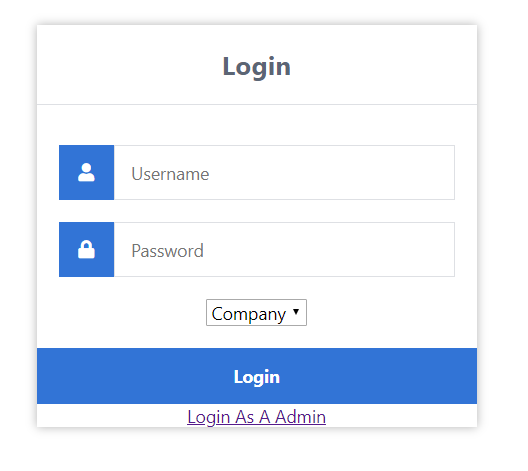 Login
Username
Password
Company
Login
Login As A Admin